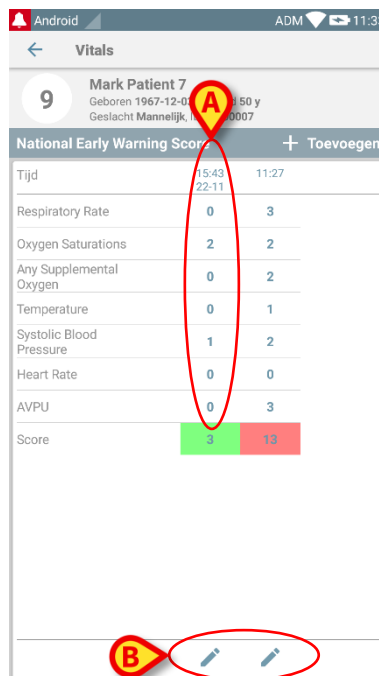 Android ADM 11:3
Vitals
9 Mark Patient 7
Geboren 1967-12-0 50 y
Geslacht Mannelijk, 0007
National Early Warning Score + Toevoegen
Tijd 15:43 11:27
22-11
Respiratory Rate 0 3
Oxygen Saturations 2 2
Any Supplemental
Oxygen 0 2
Temperature 0 1
Systolic Blood
Pressure 1 2
Heart Rate 0 0
AVPU 0 3
Score 3 13
A
B